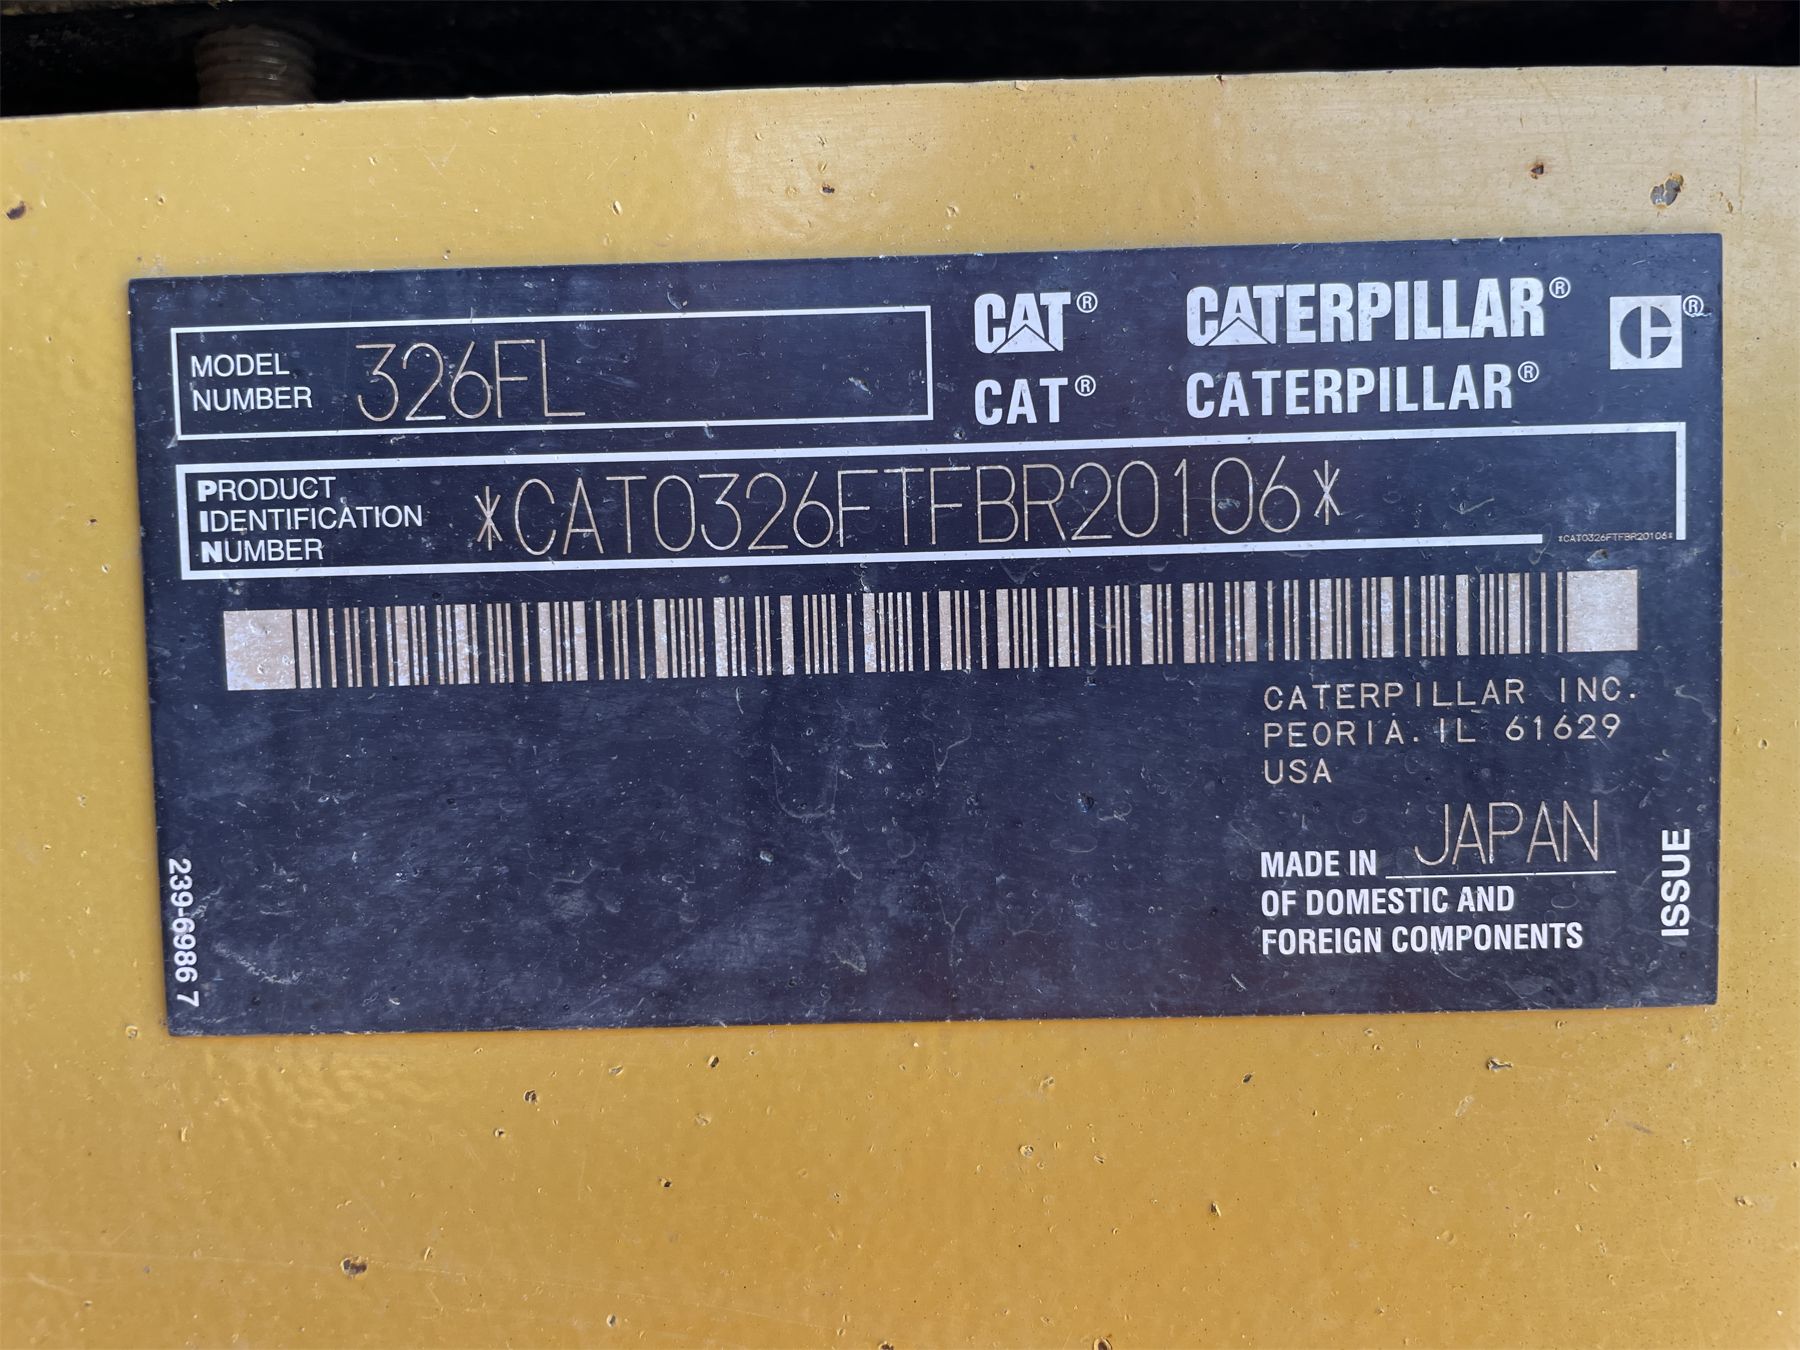 MODEL
NUMBER 326FL
CAT® CATERPILLAR® ®
CAT® CATERPILLAR®
PRODUCT
IDENTIFICATION
NUMBER
*CAT0326FTFBR20106*
*CAT0326FTFBR20106*
CATERPILLAR INC.
PEORIA. IL 61629
USA
MADE IN JAPAN
OF DOMESTIC AND
FOREIGN COMPONENTS
239-6986 7
ISSUE